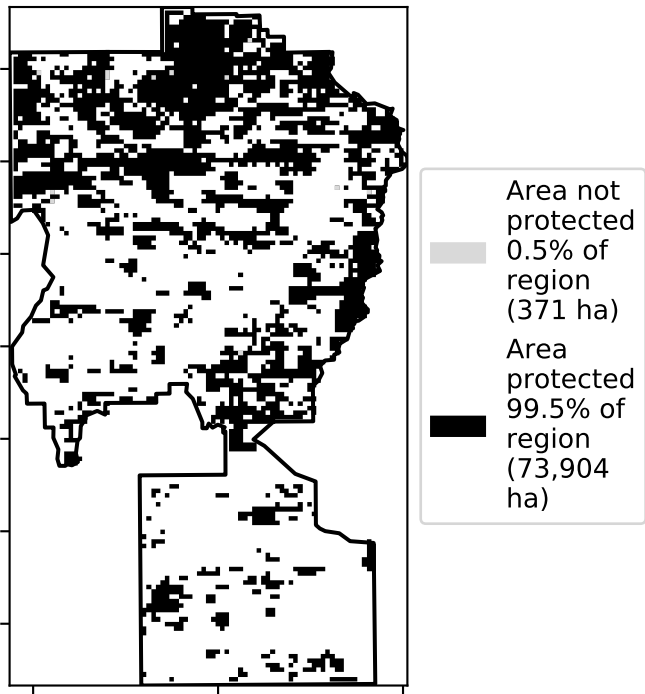 Area not
protected
0.5% of
region
(371 ha)
Area
protected
99.5% of
region
(73,904
ha)